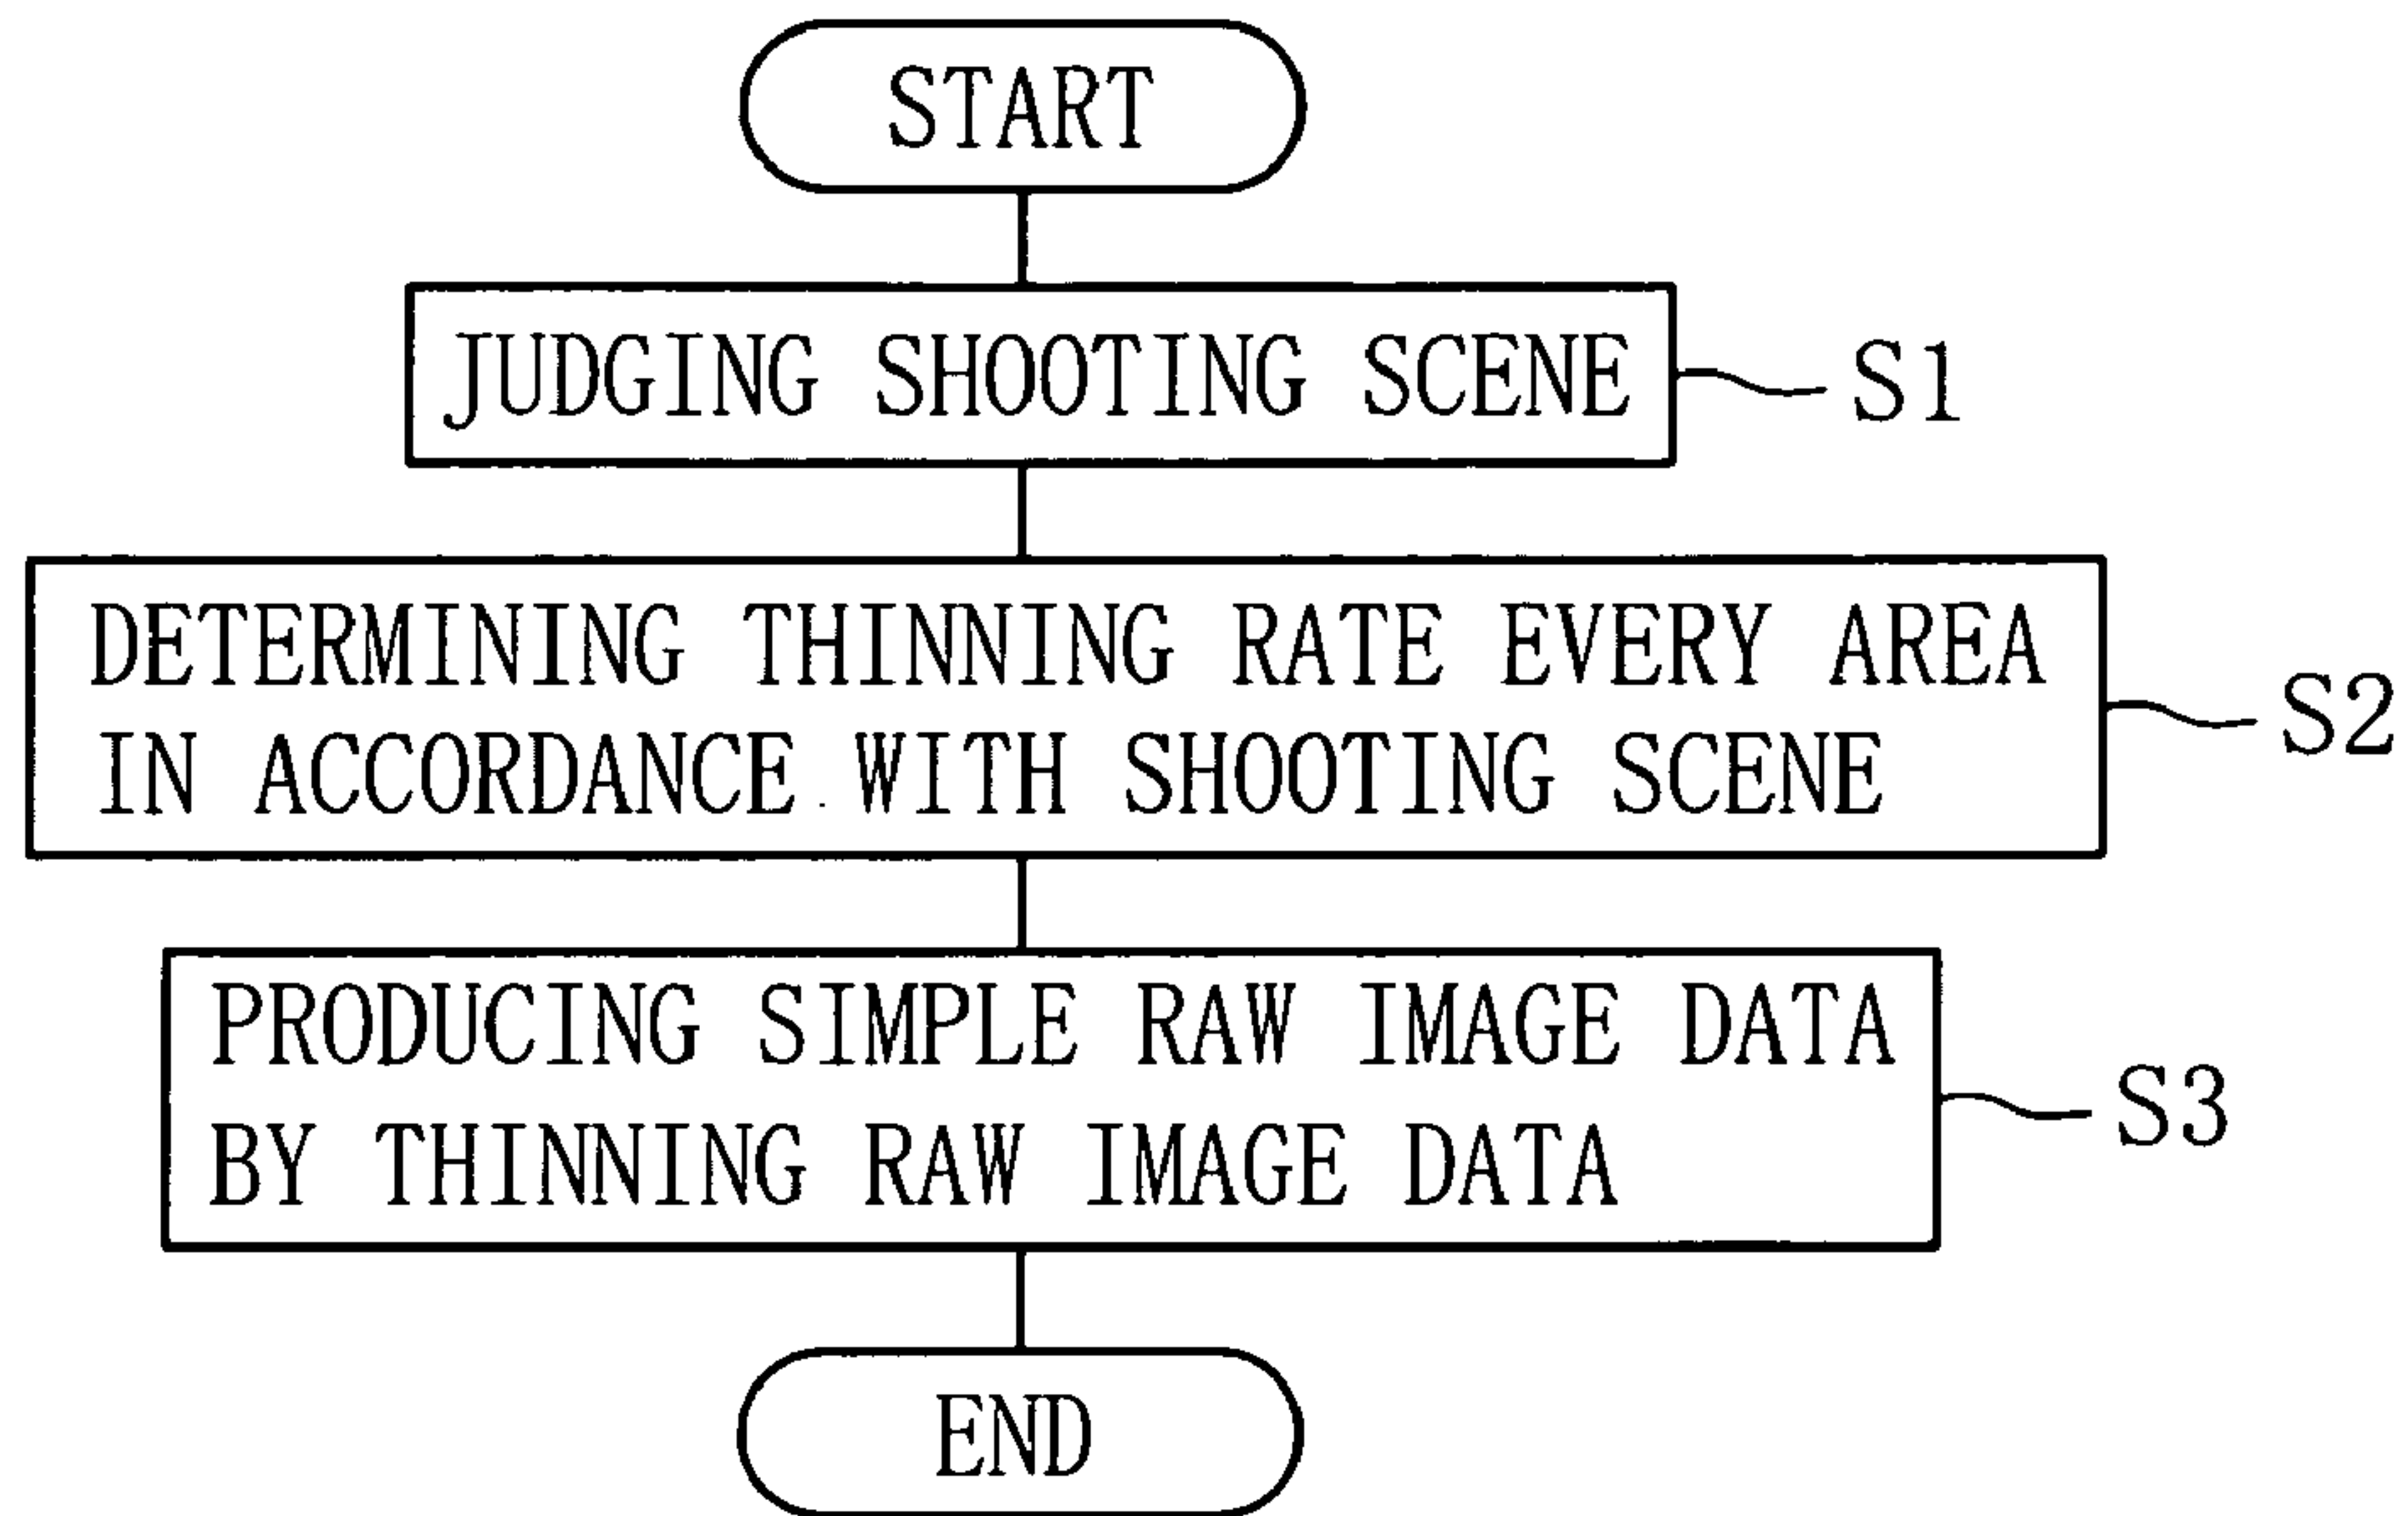 START
JUDGING SHOOTING SCENE
S1
DETERMINING THINNING RATE EVERY AREA
IN ACCORDANCE WITH SHOOTING SCENE
S2
PRODUCING SIMPLE RAW IMAGE DATA
BY THINNING RAW IMAGE DATA
S3
END